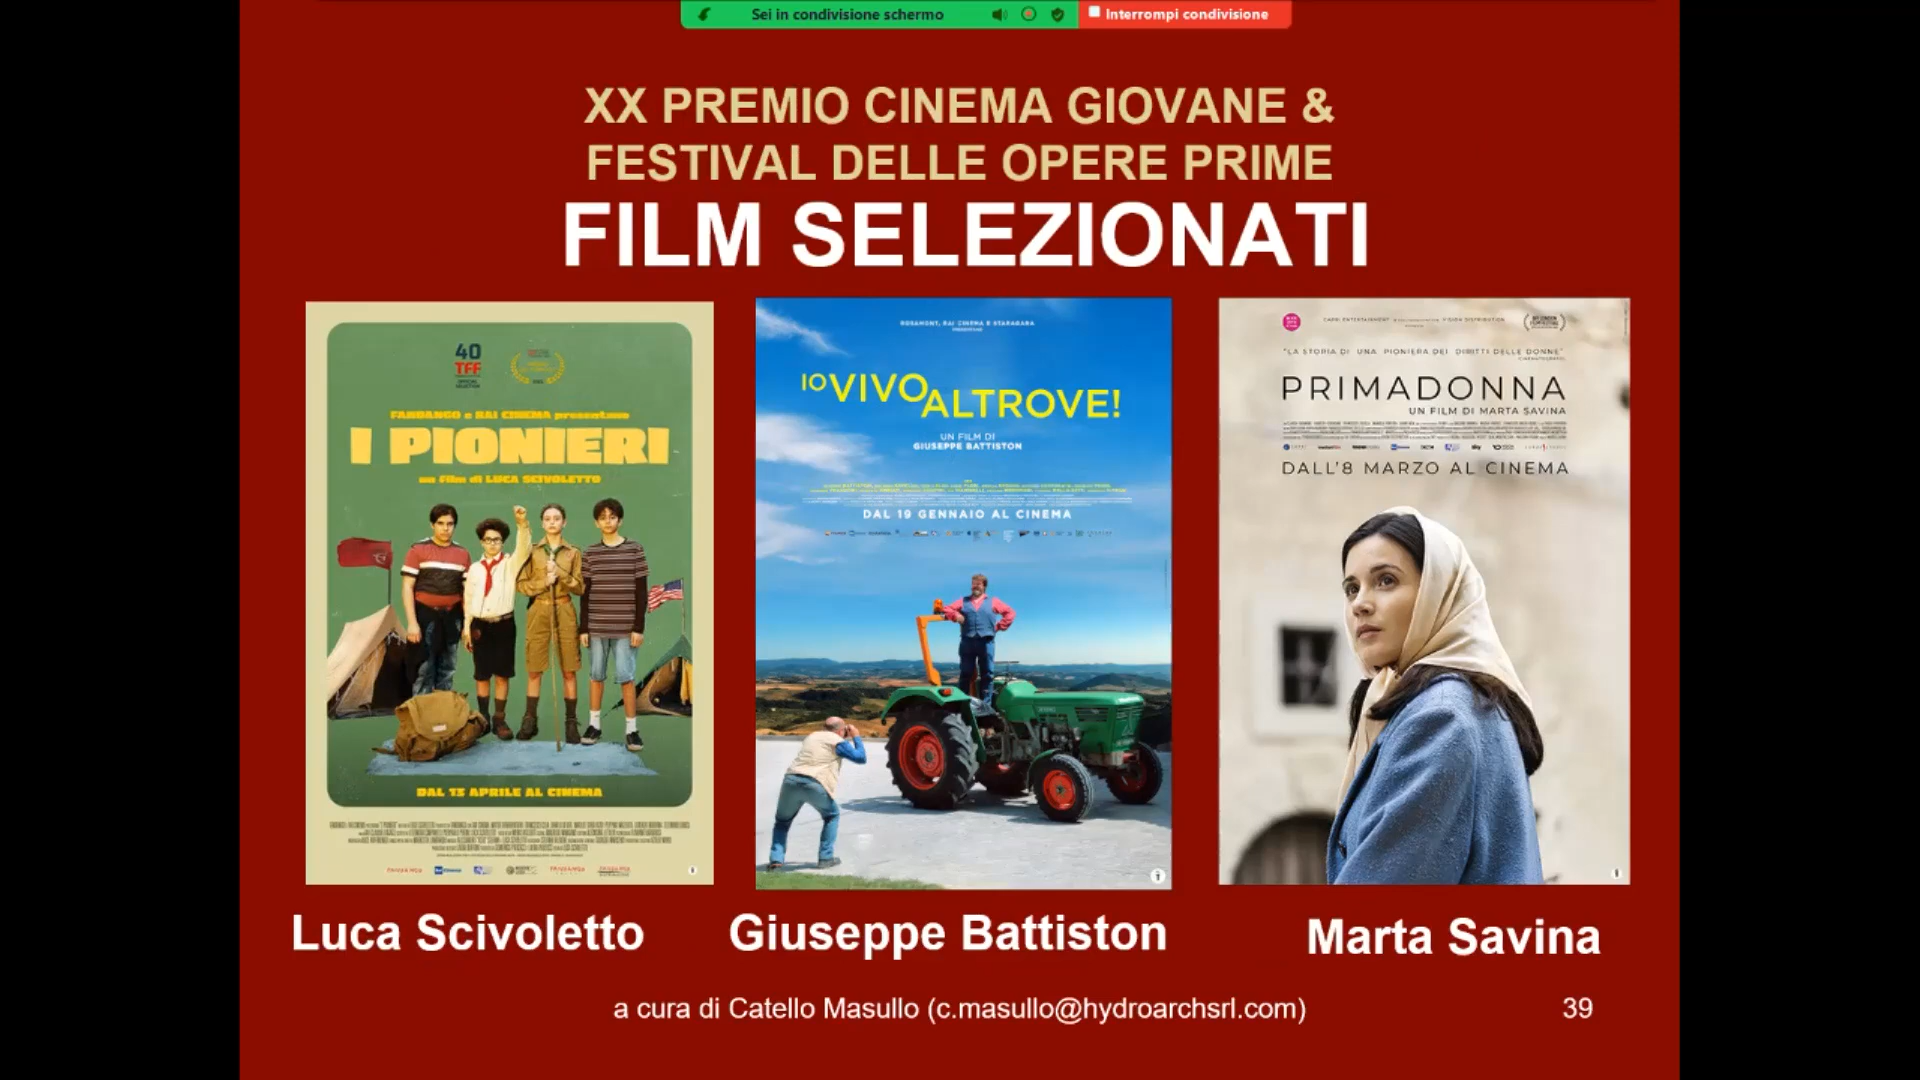 Sei in condivisione schermo
Interrompi condivisione
XX PREMIO CINEMA GIOVANE &
FESTIVAL DELLE OPERE PRIME
FILM SELEZIONATI
40
TFF
FANDANGO e RAI CINEMA presentano
I PIONIERI
un film di LUCA SCIVOLETTO
DAL 13 APRILE AL CINEMA
ROSAMONT, RAI CINEMA E STARAGARA
IO VIVO ALTROVE!
UN FILM DI
GIUSEPPE BATTISTON
DAL 19 GENNAIO AL CINEMA
"LA STORIA DI UNA PIONIERA DEI DIRITTI DELLE DONNE"
PRIMADONNA
UN FILM DI MARTA SAVINA
DALL'8 MARZO AL CINEMA
Luca Scivoletto
Giuseppe Battiston
Marta Savina
a cura di Catello Masullo (c.masullo@hydroarchsrl.com)
39